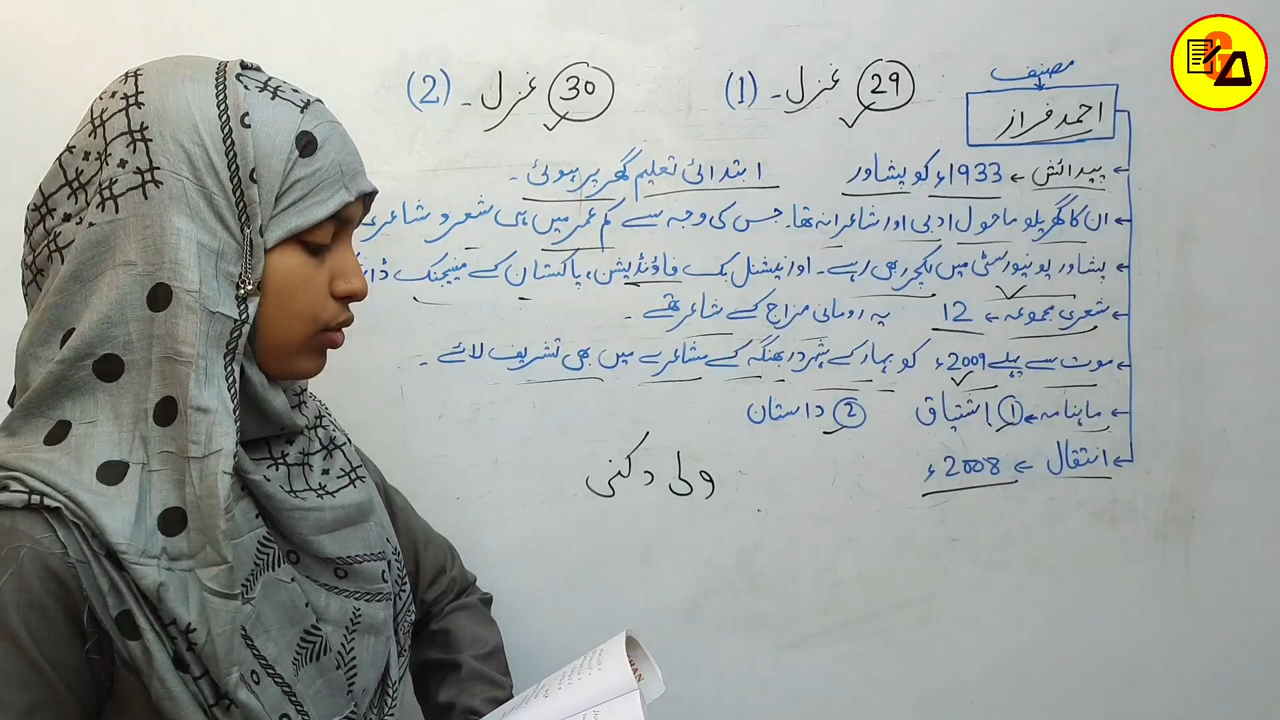 مصنف
احمد فراز
29 غزل۔ (1)
30 غزل۔ (2)
پیدائش ← 1933ء کو پشاور ابتدائی تعلیم گھر پر ہوئی۔
ان کا گھریلو ماحول ادبی اور شاعرانہ تھا۔ جس کی وجہ سے کم عمر میں ہی شعر و شاعری
پشاور یونیورسٹی میں لکچرر بھی رہے۔ اور نیشنل بک فاؤنڈیشن، پاکستان کے منیجنگ
شعری مجموعہ ← 12 یہ رومانی مزاج کے شاعر تھے۔
موت سے پہلے 2009ء کو بہار کے شہر دربھنگہ کے مشاعرے میں بھی تشریف لائے۔
ماہنامہ ← 1 اشتیاق 2 داستان
انتقال ← 2008ء
ولی دکنی